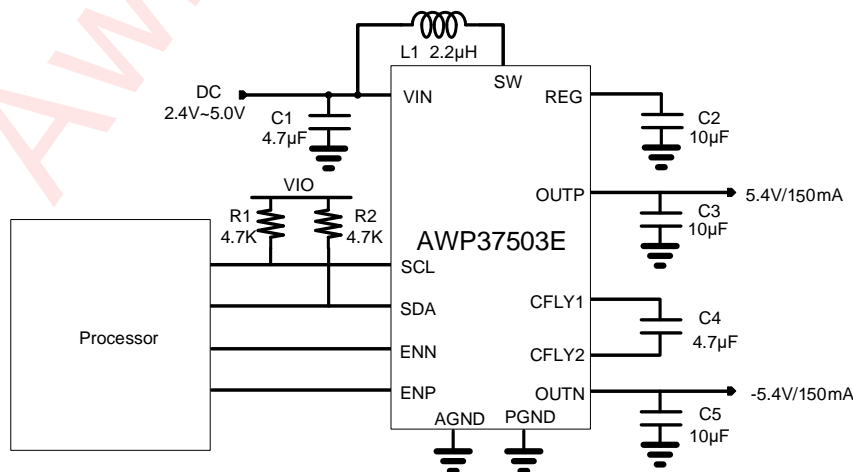 Aw
L1 2.2µH
SW
DC
2.4V~5.0V
VIN
REG
C1
4.7µF
C2
10µF
VIO
R1
4.7K
R2
4.7K
OUTP
5.4V/150mA
C3
10µF
AWP37503E
SCL
SDA
ENN
ENP
Processor
CFLY1
CFLY2
C4
4.7µF
OUTN
-5.4V/150mA
C5
10µF
AGND
PGND